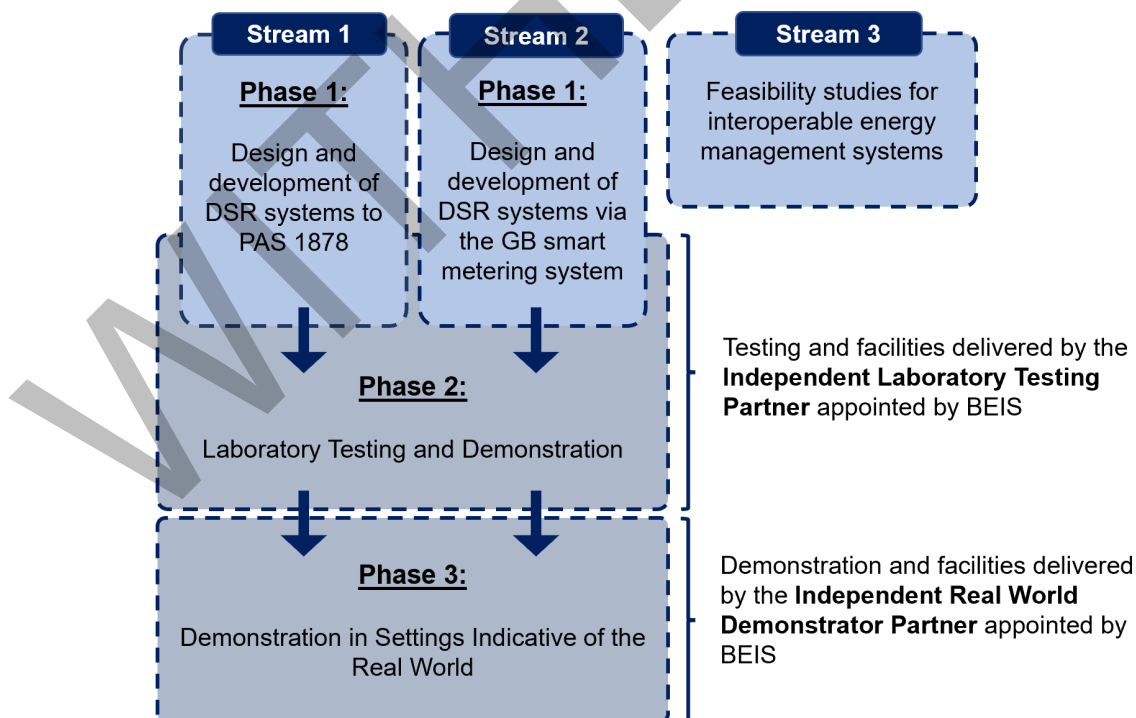 Stream 1
Stream 2
Stream 3
Phase 1:
Design and
development of
DSR systems to
PAS 1878
Phase 1:
Design and
development of
DSR systems via
the GB smart
metering system
Feasibility studies for
interoperable energy
management systems
Phase 2:
Laboratory Testing and Demonstration
Testing and facilities delivered by the
Independent Laboratory Testing
Partner appointed by BEIS
Phase 3:
Demonstration in Settings Indicative of the
Real World
Demonstration and facilities delivered
by the Independent Real World
Demonstrator Partner appointed by
BEIS
WITH